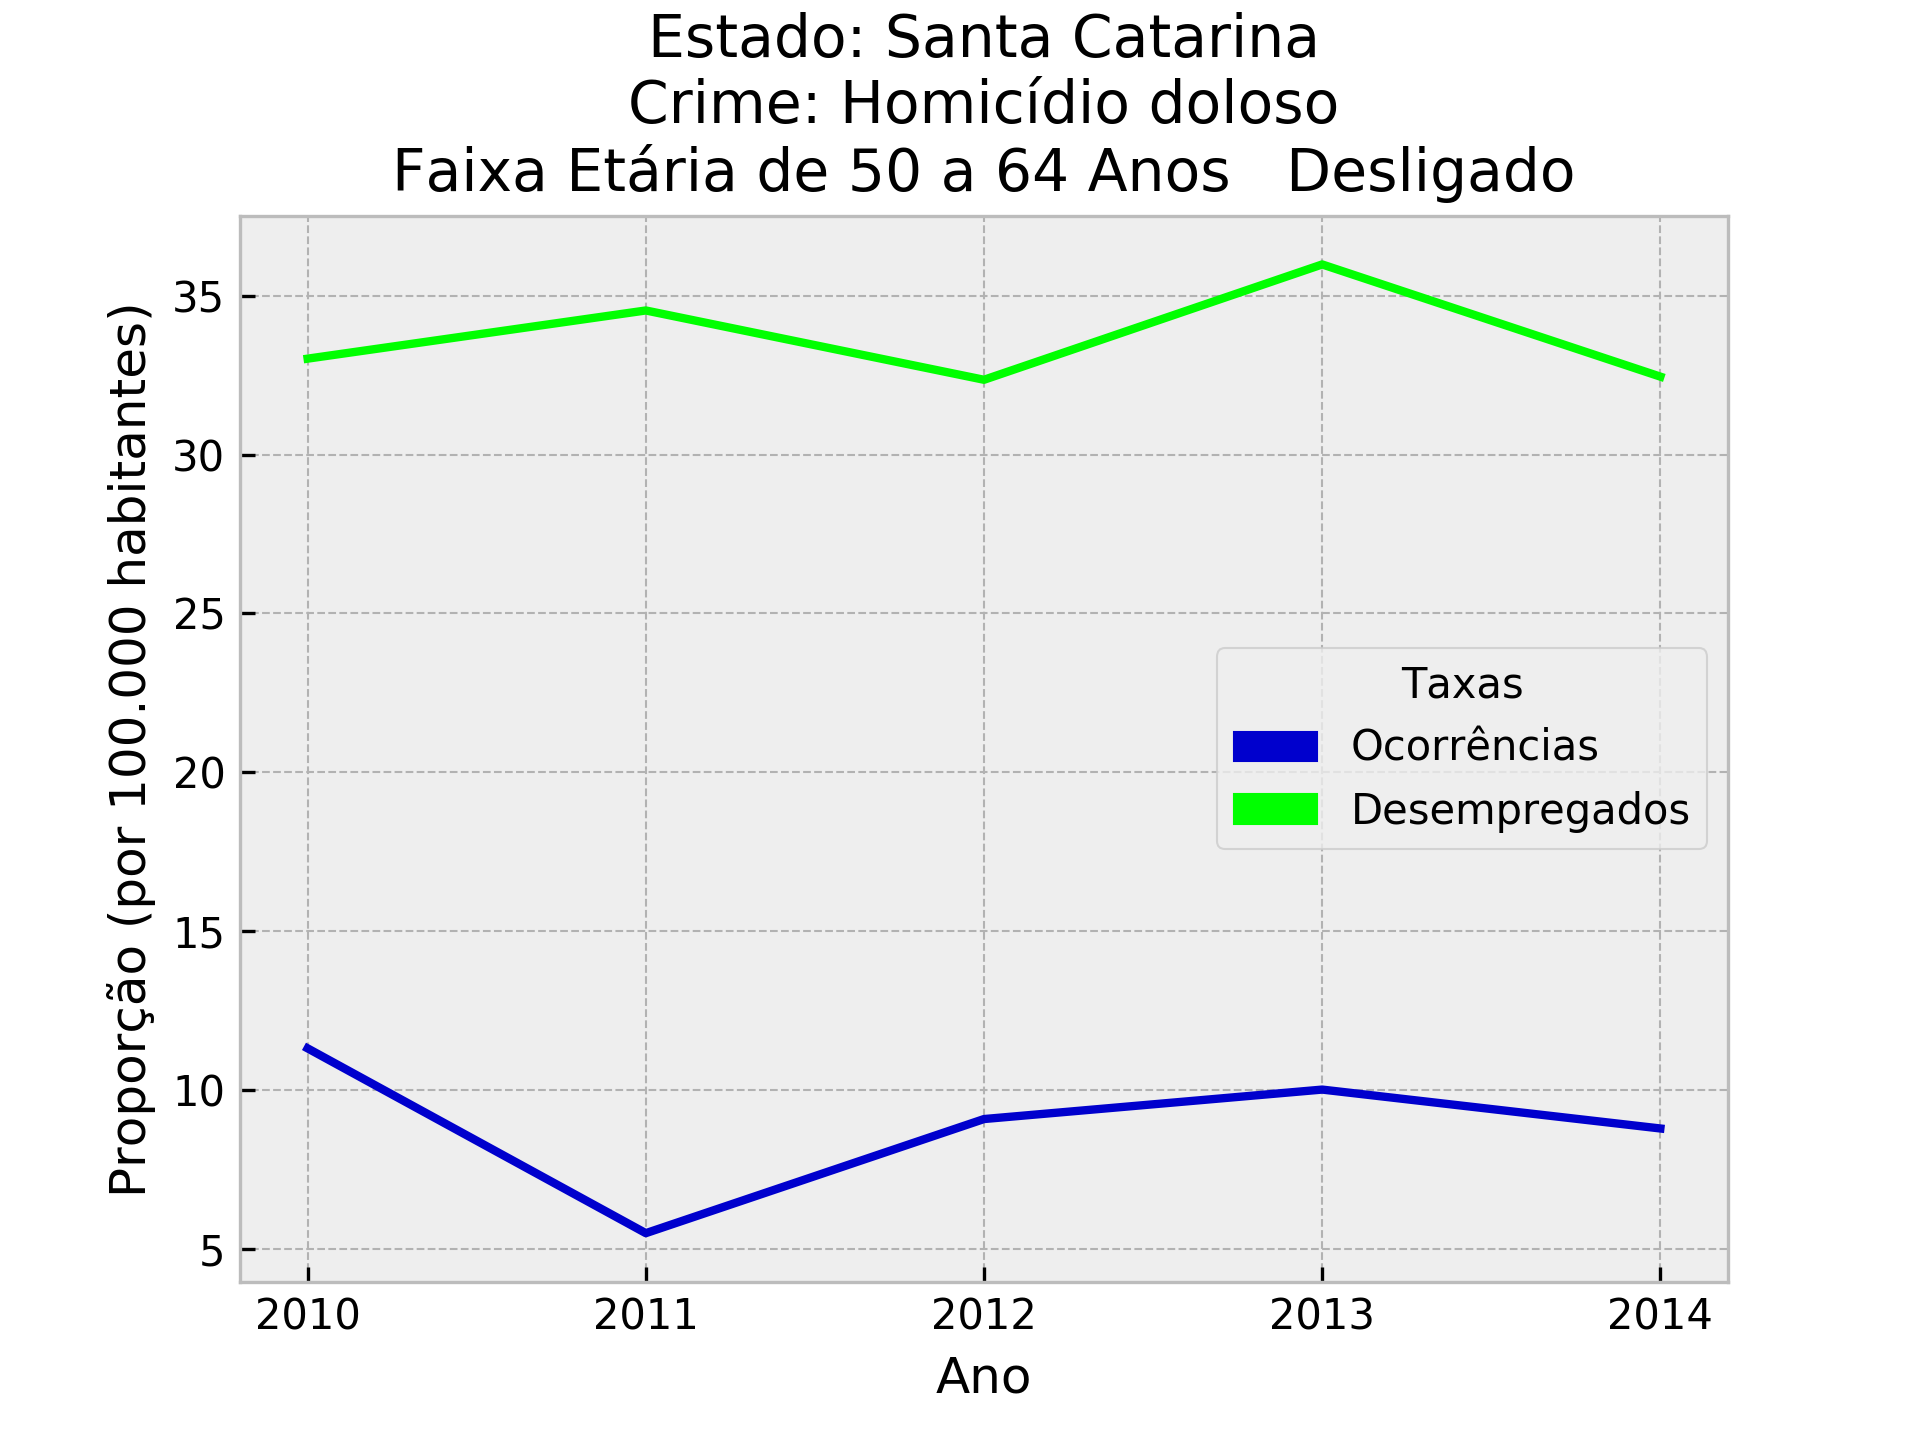 Estado: Santa Catarina
Crime: Homicídio doloso
Faixa Etária de 50 a 64 Anos   Desligado
Proporção (por 100.000 habitantes)
35
30
25
20
15
10
5
Taxas
Ocorrências
Desempregados
2010 2011 2012 2013 2014
Ano